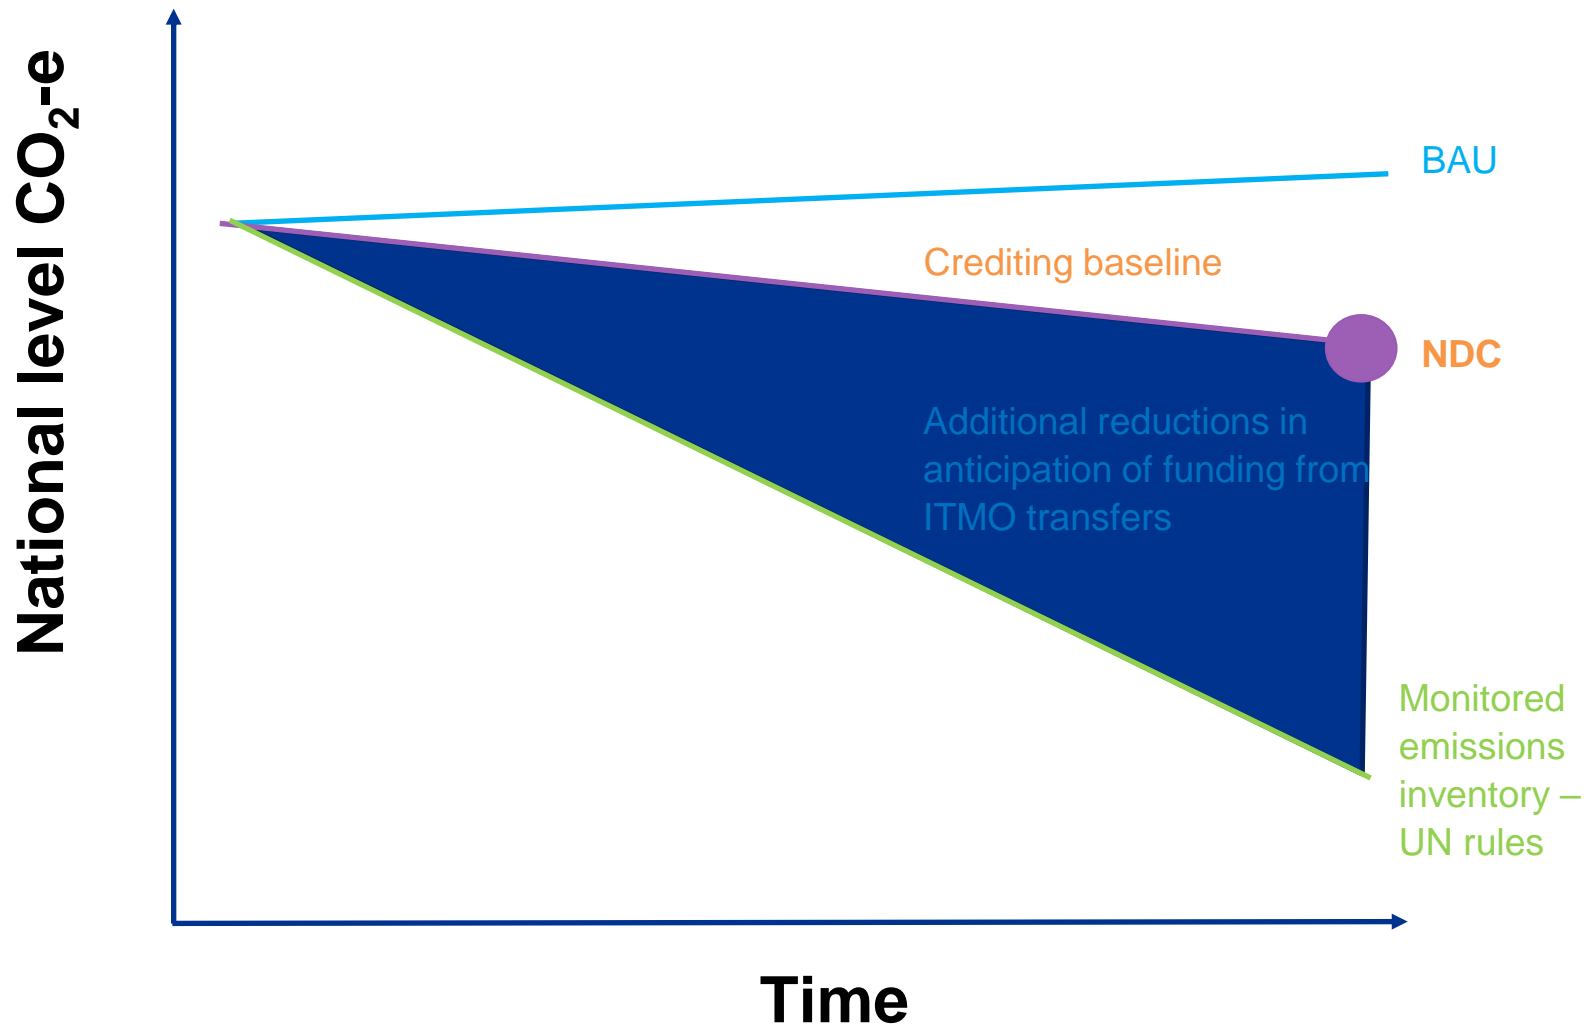 National level CO₂-e
BAU
Crediting baseline
NDC
Additional reductions in
anticipation of funding from
ITMO transfers
Monitored
emissions
inventory –
UN rules
Time